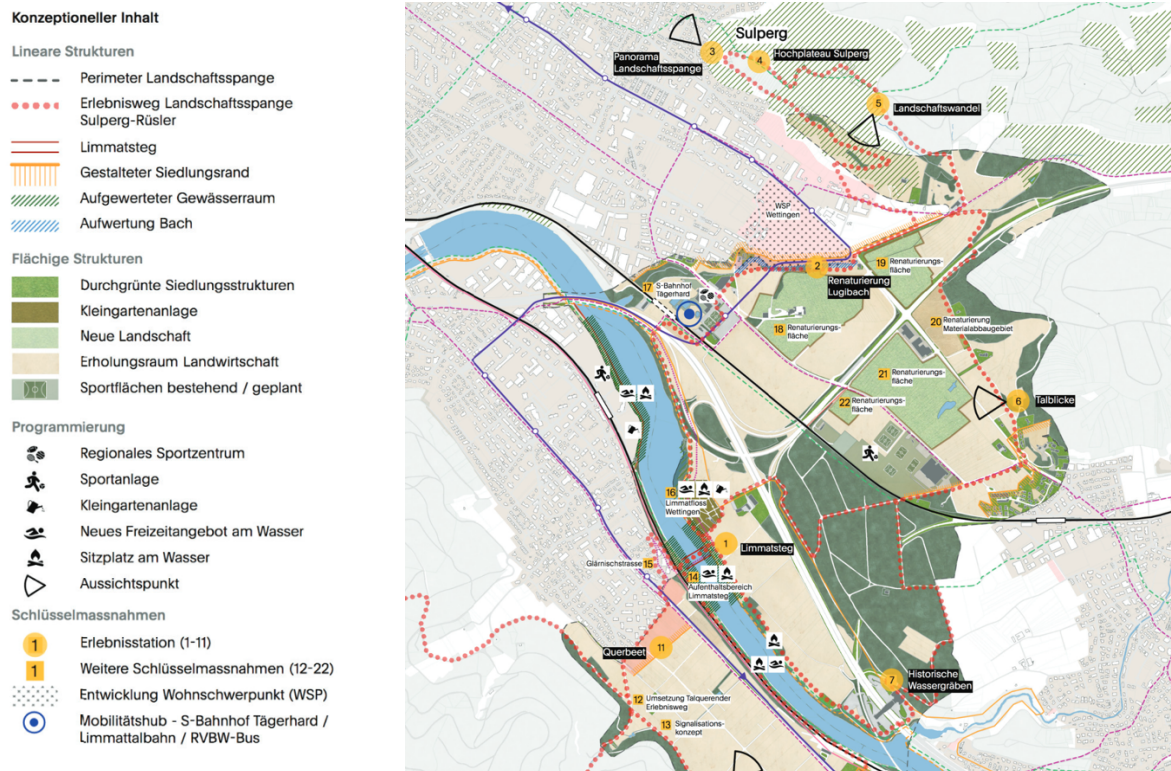 Konzeptioneller Inhalt
Lineare Strukturen
Perimeter Landschaftsspange
Erlebnisweg Landschaftsspange
Sulperg-Rüsler
Limmatsteg
Gestalteter Siedlungsrand
Aufgewerteter Gewässerraum
Aufwertung Bach
Flächige Strukturen
Durchgrünte Siedlungsstrukturen
Kleingartenanlage
Neue Landschaft
Erholungsraum Landwirtschaft
Sportflächen bestehend / geplant
Programmierung
Regionales Sportzentrum
Sportanlage
Kleingartenanlage
Neues Freizeitangebot am Wasser
Sitzplatz am Wasser
Aussichtspunkt
Schlüsselmassnahmen
1 Erlebnisstation (1-11)
1 Weitere Schlüsselmassnahmen (12-22)
Entwicklung Wohnschwerpunkt (WSP)
Mobilitätshub - S-Bahnhof Tägerhard /
Limmattalbahn / RVBW-Bus
Sulperg
3
Panorama
Landschaftsspange
4 Hochplateau Sulperg
5 Landschaftswandel
WSP
Wettingen
2
Renaturierung
Lugibach
19 Renaturierungs-
fläche
17 S-Bahnhof
Tägerhard
18 Renaturierungs-
fläche
20 Renaturierung
Materialabbaugebiet
21 Renaturierungs-
fläche
22 Renaturierungs-
fläche
6
Talblicke
16
Limmatfloss
Wettingen
1 Limmatsteg
Glärnischstrasse 15
14
Aufenthaltsbereich
Limmatsteg
Querbeet 11
7 Historische
Wassergräben
12 Umsetzung Talquerender
Erlebnisweg
13 Signalisations-
konzept